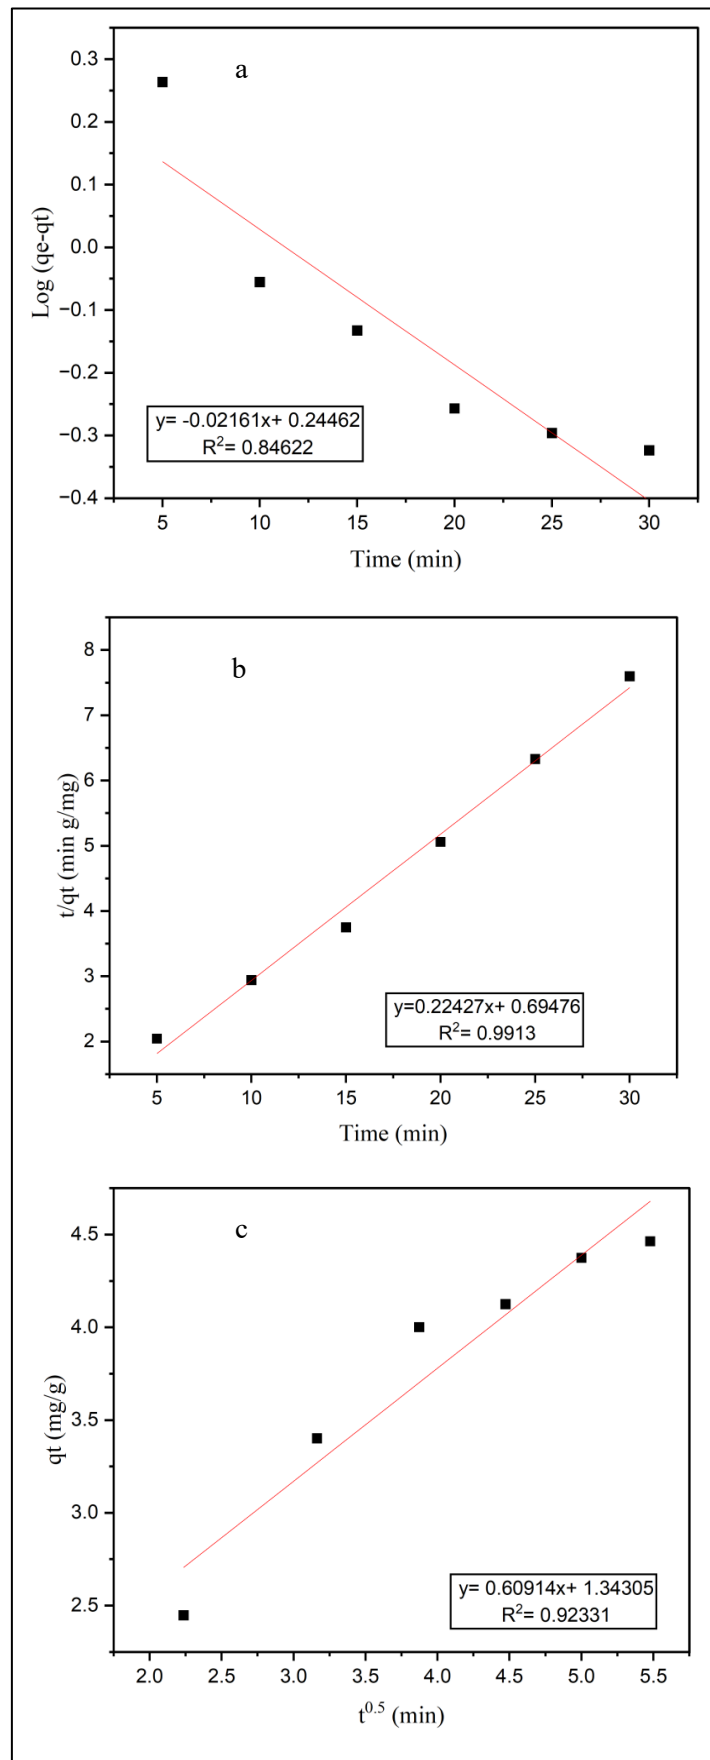 a
0.3
0.2
0.1
0.0
−0.1
−0.2
−0.3
−0.4
Log (qe-qt)
y= -0.02161x+ 0.24462
R²= 0.84622
5 10 15 20 25 30
Time (min)
b
8
7
6
5
4
3
2
t/qt (min g/mg)
y=0.22427x+ 0.69476
R²= 0.9913
5 10 15 20 25 30
Time (min)
c
4.5
4.0
3.5
3.0
2.5
qt (mg/g)
y= 0.60914x+ 1.34305
R²= 0.92331
2.0 2.5 3.0 3.5 4.0 4.5 5.0 5.5
t^0.5 (min)